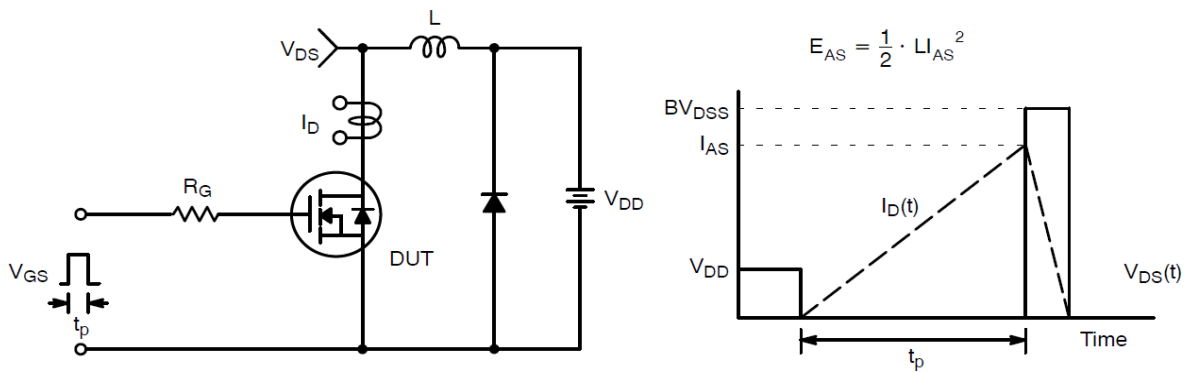 L
V_DS
I_D
R_G
V_DD
DUT
V_GS
t_p
E_AS = 1/2 · LI_AS^2
BV_DSS
I_AS
I_D(t)
V_DD
V_DS(t)
t_p
Time